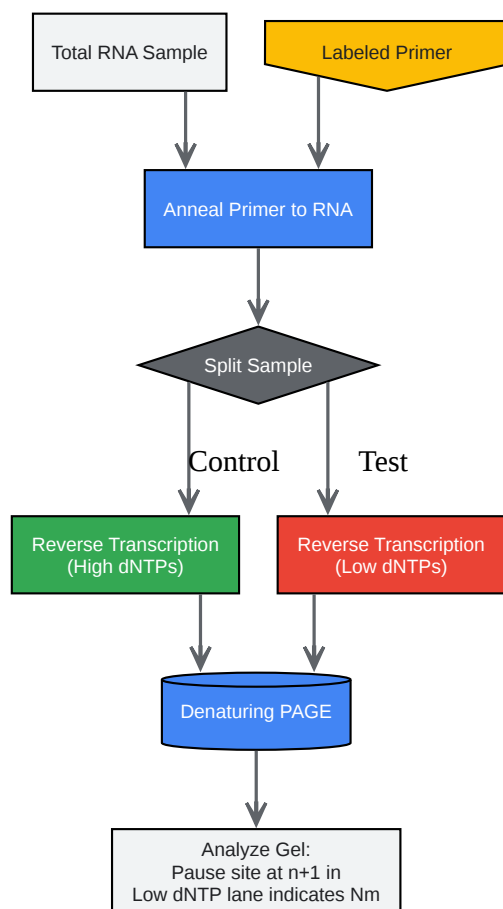 Total RNA Sample
Labeled Primer
Anneal Primer to RNA
Split Sample
Control
Test
Reverse Transcription
(High dNTPs)
Reverse Transcription
(Low dNTPs)
Denaturing PAGE
Analyze Gel:
Pause site at n+1 in
Low dNTP lane indicates Nm